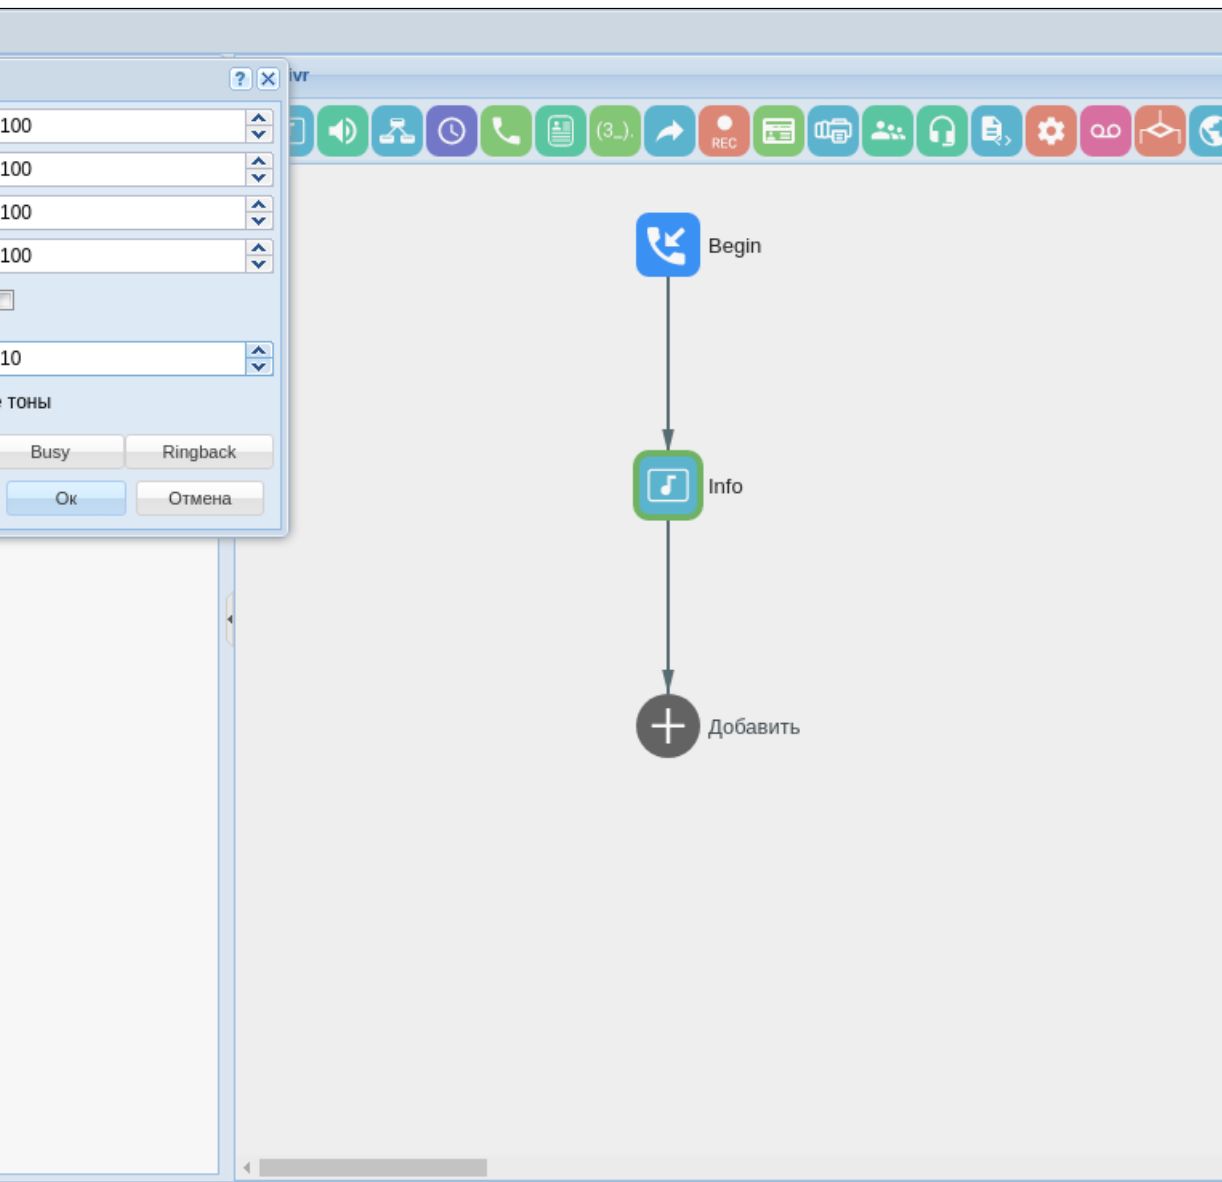 ivr
100
(3_).
REC
100
100
Begin
100
10
тоны
Busy
Ringback
Info
Ок
Отмена
Добавить